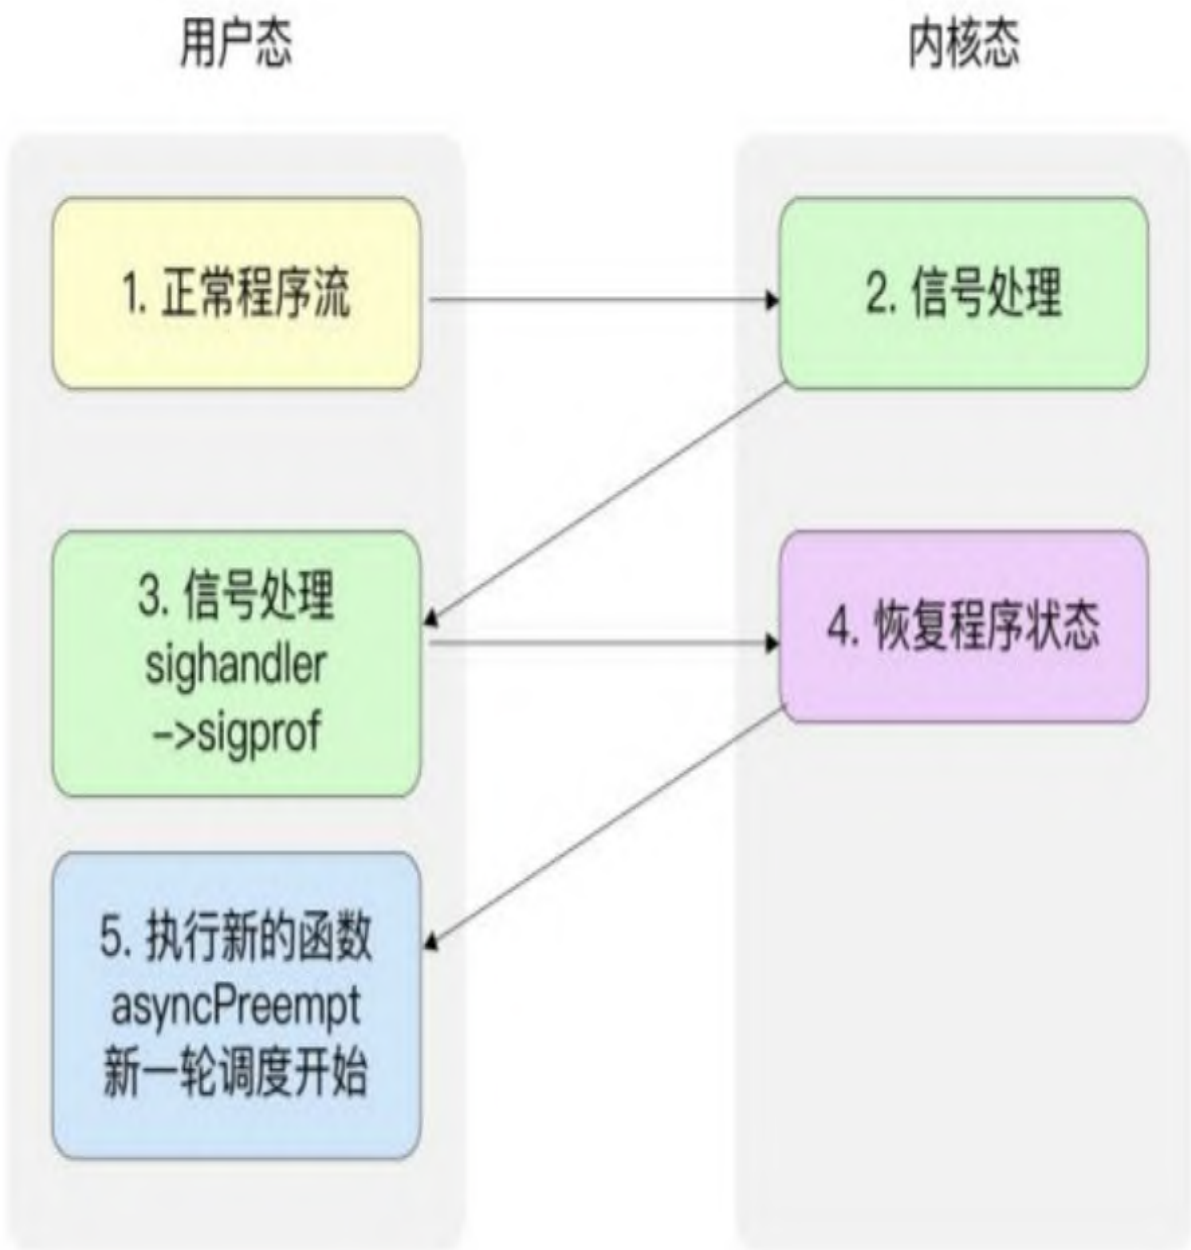 用户态
内核态
1. 正常程序流
2. 信号处理
3. 信号处理
sighandler
->sigprof
4. 恢复程序状态
5. 执行新的函数
asyncPreempt
新一轮调度开始